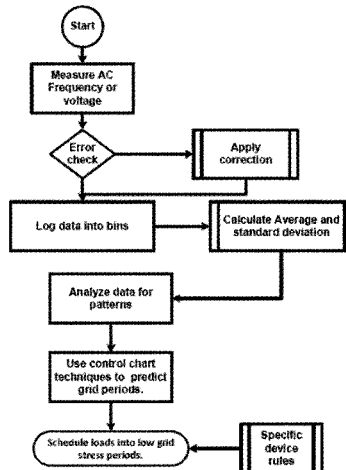 Start
Measure AC
Frequency or
voltage
Error
check
Apply
correction
Log data into bins
Calculate Average and
standard deviation
Analyze data for
patterns
Use control chart
techniques to predict
grid periods.
Schedule loads into low grid
stress periods.
Specific
device
rules